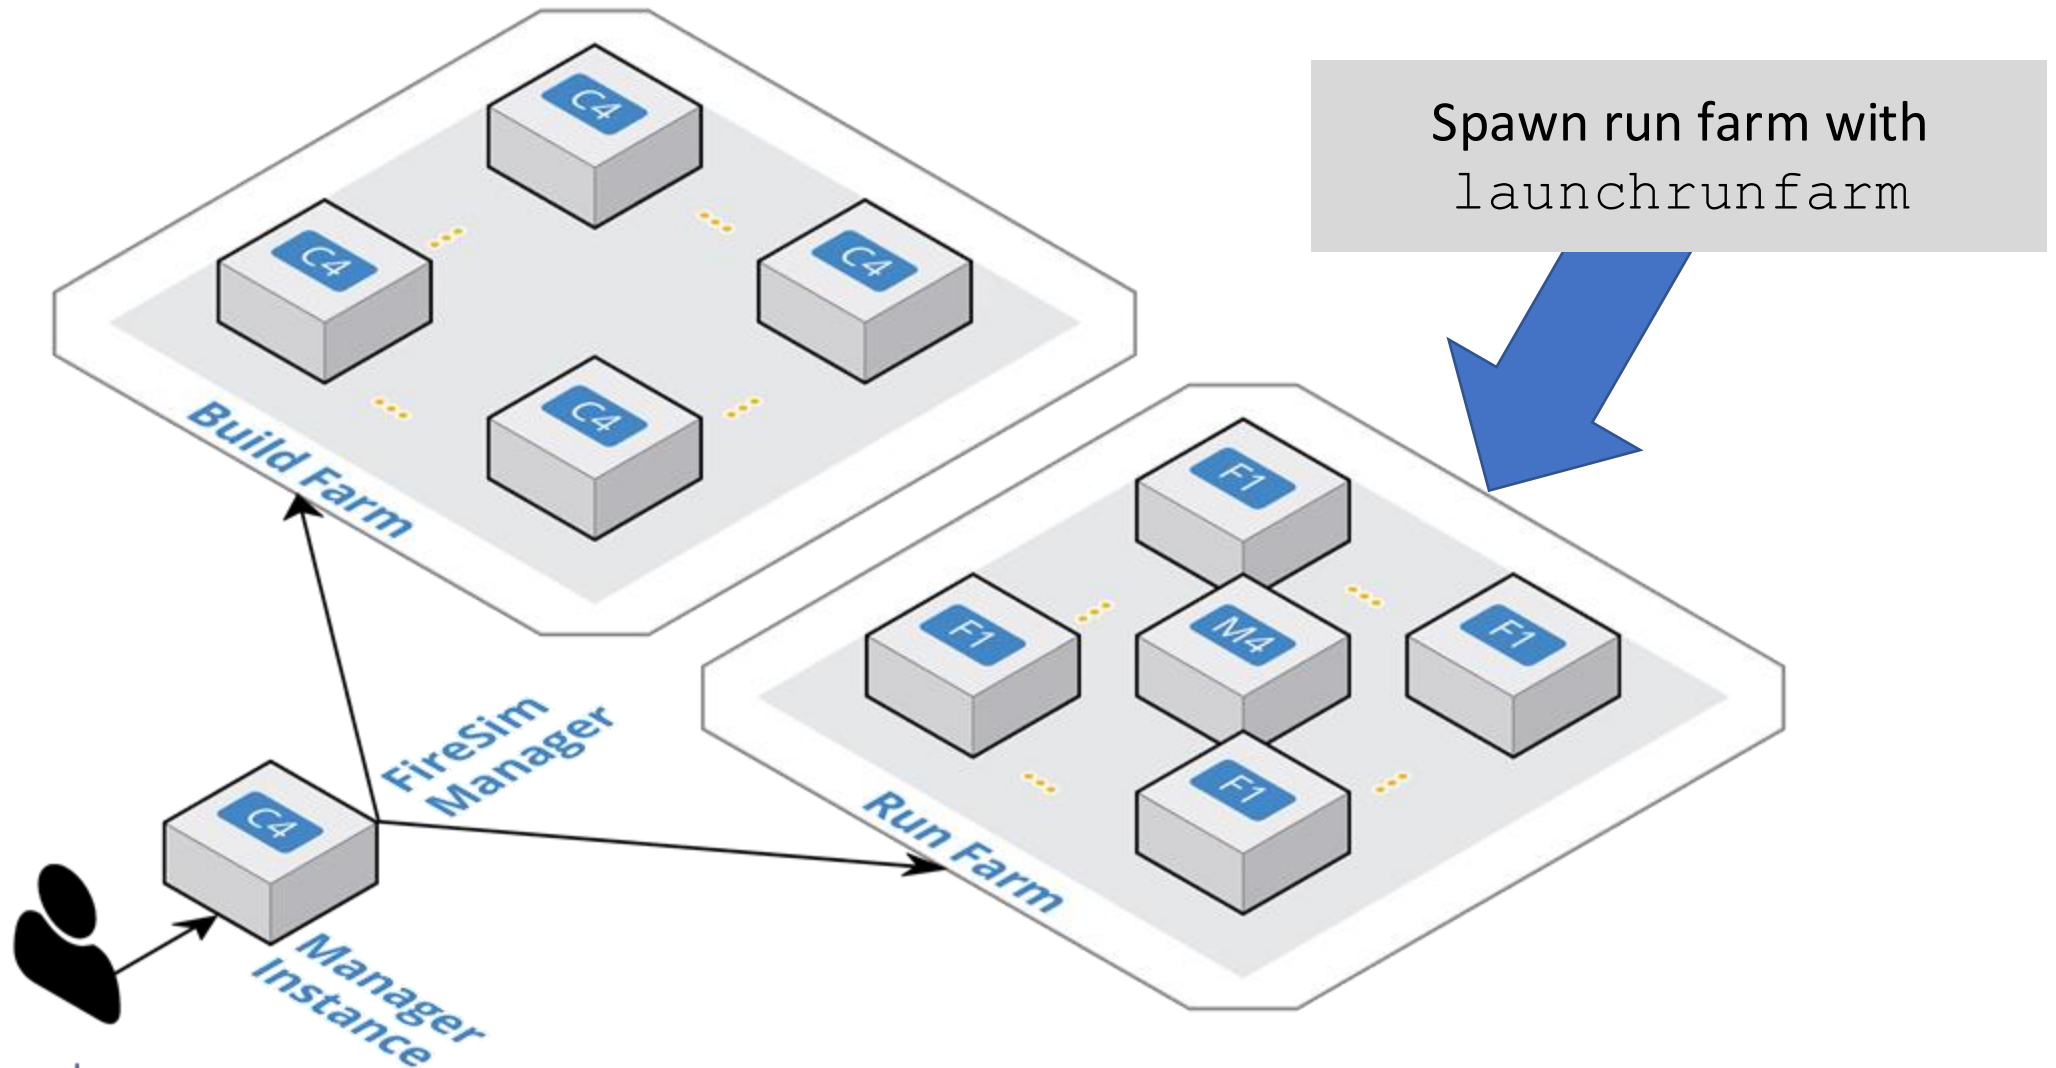 Spawn run farm with
launchrunfarm
C4
C4
C4
C4
Build Farm
F1
F1
M4
F1
F1
Run Farm
FireSim
Manager
C4
Manager
Instance